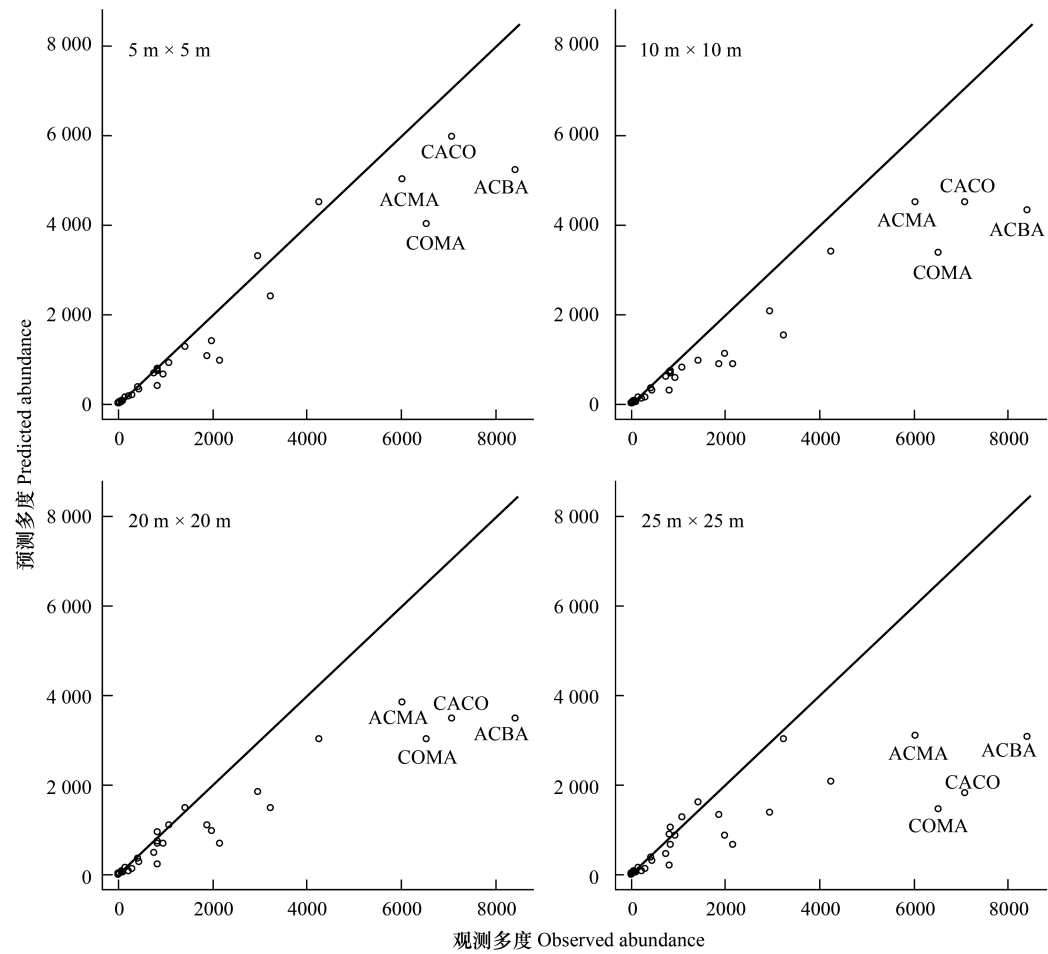 5 m × 5 m
8 000
6 000
4 000
2 000
0
CACO
ACBA
ACMA
COMA
0 2000 4000 6000 8000
10 m × 10 m
8 000
6 000
4 000
2 000
0
CACO
ACMA
ACBA
COMA
0 2000 4000 6000 8000
20 m × 20 m
8 000
6 000
4 000
2 000
0
CACO
ACMA
ACBA
COMA
0 2000 4000 6000 8000
25 m × 25 m
8 000
6 000
4 000
2 000
0
ACMA
ACBA
CACO
COMA
0 2000 4000 6000 8000
预测多度 Predicted abundance
观测多度 Observed abundance